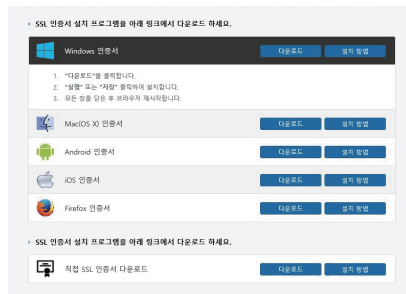 SSL 인증서 설치 프로그램을 아래 링크에서 다운로드 하세요.
Windows 인증서 다운로드 설치 방법
1. "다운로드"를 클릭합니다.
2. "실행" 또는 "저장" 클릭하여 설치합니다.
3. 모든 창을 닫은 후 브라우저 재시작합니다.
Mac(OS X) 인증서 다운로드 설치 방법
Android 인증서 다운로드 설치 방법
iOS 인증서 다운로드 설치 방법
Firefox 인증서 다운로드 설치 방법
SSL 인증서 설치 프로그램을 아래 링크에서 다운로드 하세요.
직접 SSL 인증서 다운로드 다운로드 설치 방법